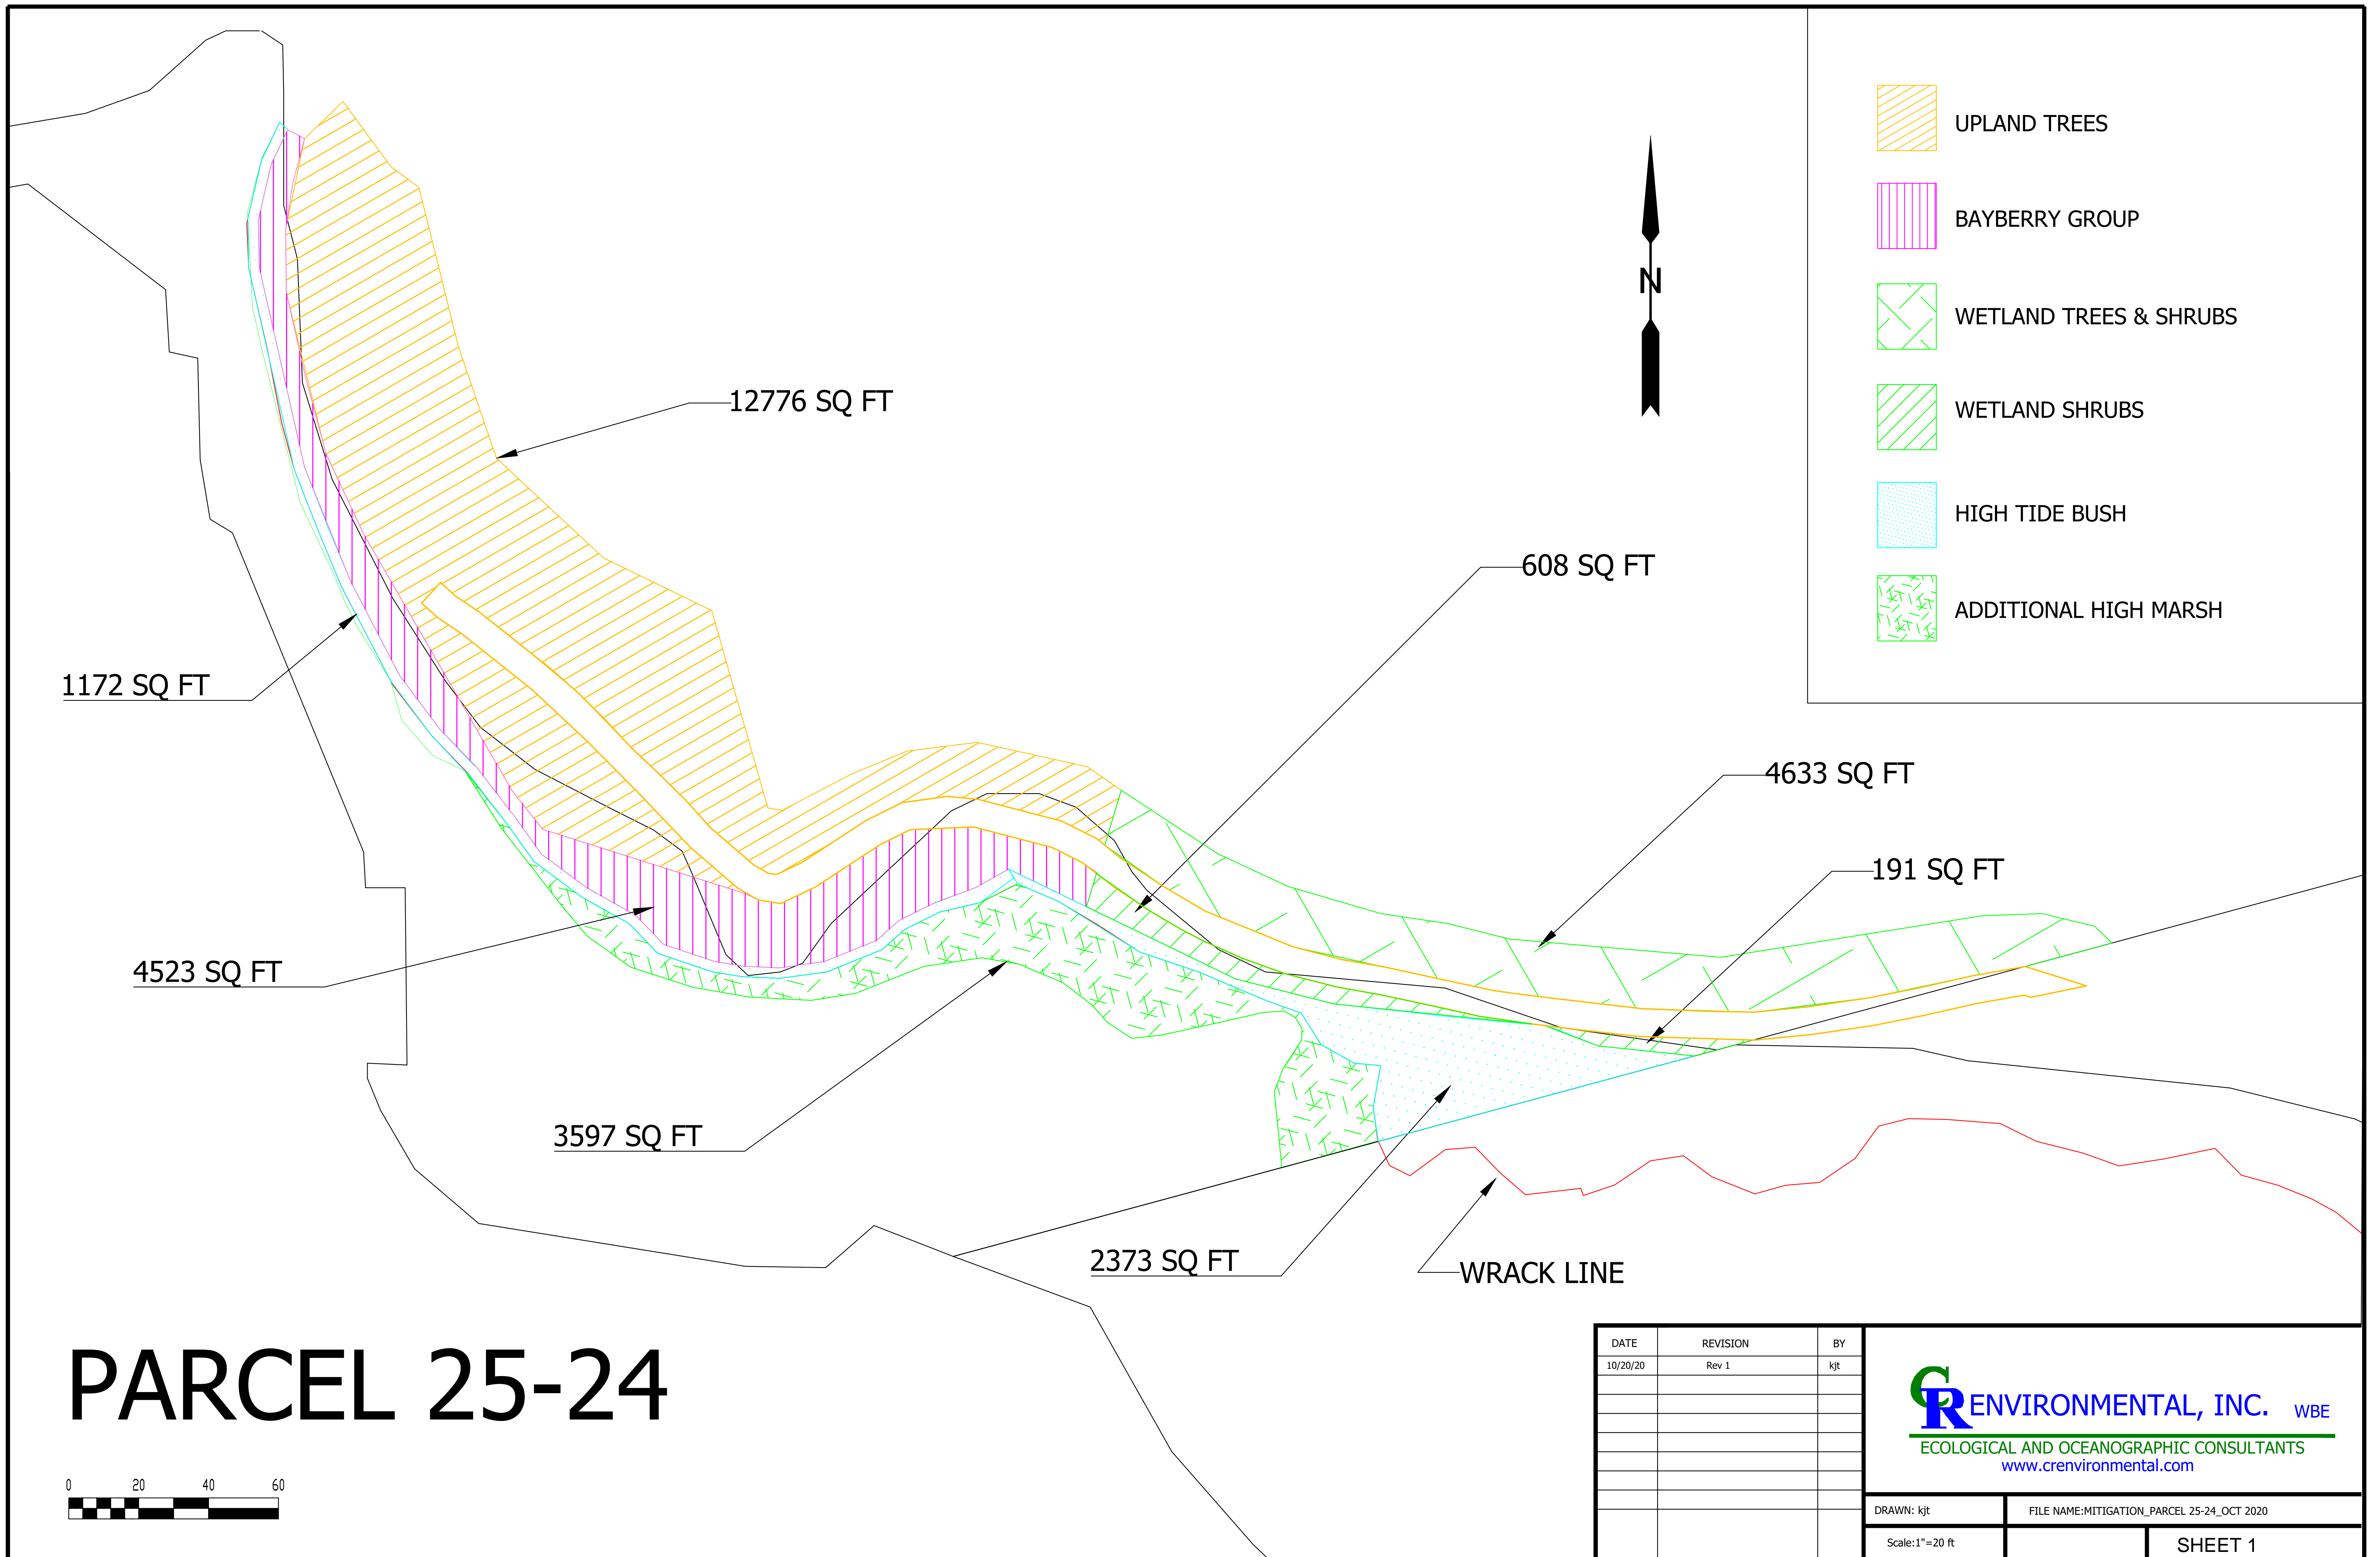 UPLAND TREES
BAYBERRY GROUP
WETLAND TREES & SHRUBS
WETLAND SHRUBS
HIGH TIDE BUSH
ADDITIONAL HIGH MARSH
N
12776 SQ FT
608 SQ FT
1172 SQ FT
4633 SQ FT
191 SQ FT
4523 SQ FT
3597 SQ FT
2373 SQ FT
WRACK LINE
PARCEL 25-24
0 20 40 60
DATE REVISION BY
10/20/20 Rev 1 kjt
CR ENVIRONMENTAL, INC. WBE
ECOLOGICAL AND OCEANOGRAPHIC CONSULTANTS
www.crenvironmental.com
DRAWN: kjt FILE NAME:MITIGATION_PARCEL 25-24_OCT 2020
Scale:1"=20 ft SHEET 1